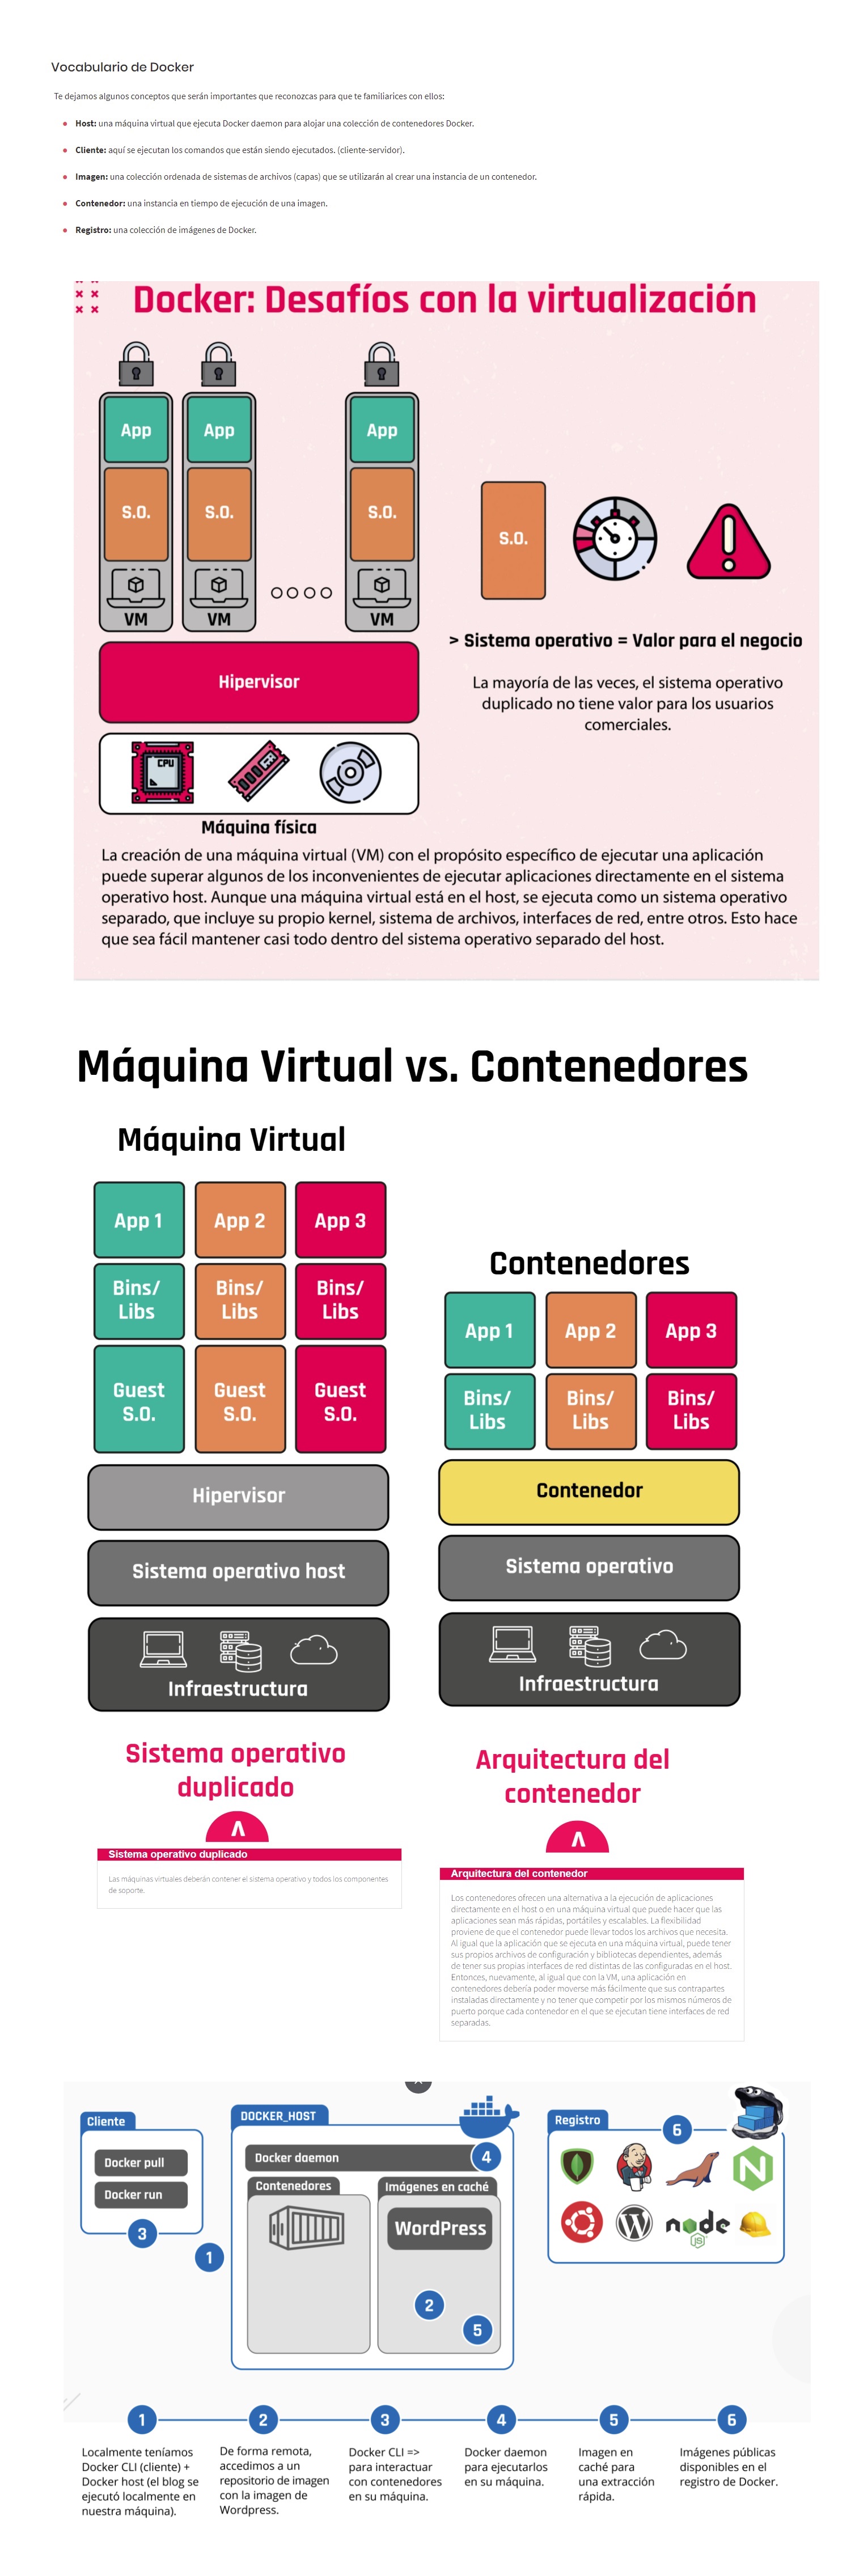 Vocabulario de Docker
Te dejamos algunos conceptos que serán importantes que reconozcas para que te familiarices con ellos:
Host: una máquina virtual que ejecuta Docker daemon para alojar una colección de contenedores Docker.
Cliente: aquí se ejecutan los comandos que están siendo ejecutados. (cliente-servidor).
Imagen: una colección ordenada de sistemas de archivos (capas) que se utilizarán al crear una instancia de un contenedor.
Contenedor: una instancia en tiempo de ejecución de una imagen.
Registro: una colección de imágenes de Docker.
Docker: Desafíos con la virtualización
App App App
S.O. S.O. S.O.
VM VM VM
Hipervisor
CPU
Máquina física
S.O.
> Sistema operativo = Valor para el negocio
La mayoría de las veces, el sistema operativo
duplicado no tiene valor para los usuarios
comerciales.
La creación de una máquina virtual (VM) con el propósito específico de ejecutar una aplicación
puede superar algunos de los inconvenientes de ejecutar aplicaciones directamente en el sistema
operativo host. Aunque una máquina virtual está en el host, se ejecuta como un sistema operativo
separado, que incluye su propio kernel, sistema de archivos, interfaces de red, entre otros. Esto hace
que sea fácil mantener casi todo dentro del sistema operativo separado del host.
Máquina Virtual vs. Contenedores
Máquina Virtual
App 1 App 2 App 3
Bins/ Bins/ Bins/
Libs Libs Libs
Guest Guest Guest
S.O. S.O. S.O.
Hipervisor
Sistema operativo host
Infraestructura
Contenedores
App 1 App 2 App 3
Bins/ Bins/ Bins/
Libs Libs Libs
Contenedor
Sistema operativo
Infraestructura
Sistema operativo
duplicado
Sistema operativo duplicado
Las máquinas virtuales deberán contener el sistema operativo y todos los componentes
de soporte.
Arquitectura del
contenedor
Arquitectura del contenedor
Los contenedores ofrecen una alternativa a la ejecución de aplicaciones
directamente en el host o en una máquina virtual que puede hacer que las
aplicaciones sean más rápidas, portátiles y escalables. La flexibilidad
proviene de que el contenedor puede llevar todos los archivos que necesita.
Al igual que la aplicación que se ejecuta en una máquina virtual, puede tener
sus propios archivos de configuración y bibliotecas dependientes, además
de tener sus propias interfaces de red distintas de las configuradas en el host.
Entonces, nuevamente, al igual que con la VM, una aplicación en
contenedores debería poder moverse más fácilmente que sus contrapartes
instaladas directamente y no tener que competir por los mismos números de
puerto porque cada contenedor en el que se ejecutan tiene interfaces de red
separadas.
Cliente
Docker pull
Docker run
3
1
DOCKER_HOST
Docker daemon
4
Contenedores
Imágenes en caché
WordPress
2
5
Registro
6
N
W
node
JS
1 2 3 4 5 6
Localmente teníamos
Docker CLI (cliente) +
Docker host (el blog se
ejecutó localmente en
nuestra máquina).
De forma remota,
accedimos a un
repositorio de imagen
con la imagen de
Wordpress.
Docker CLI =>
para interactuar
con contenedores
en su máquina.
Docker daemon
para ejecutarlos
en su máquina.
Imagen en
caché para
una extracción
rápida.
Imágenes públicas
disponibles en el
registro de Docker.